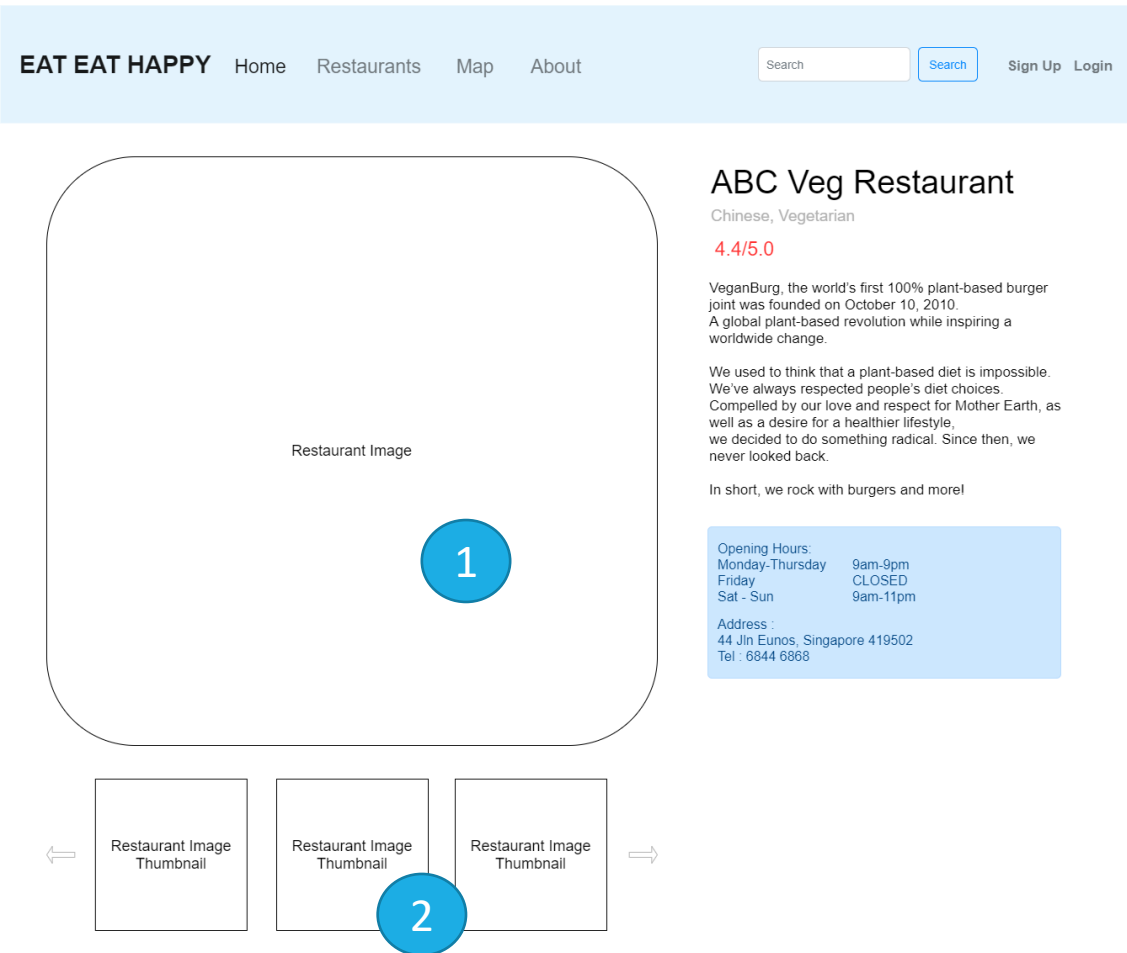 EAT EAT HAPPY Home Restaurants Map About Search Search Sign Up Login
Restaurant Image
1
Restaurant Image
Thumbnail
Restaurant Image
Thumbnail
Restaurant Image
Thumbnail
2
ABC Veg Restaurant
Chinese, Vegetarian
4.4/5.0
VeganBurg, the world's first 100% plant-based burger
joint was founded on October 10, 2010.
A global plant-based revolution while inspiring a
worldwide change.
We used to think that a plant-based diet is impossible.
We've always respected people's diet choices.
Compelled by our love and respect for Mother Earth, as
well as a desire for a healthier lifestyle,
we decided to do something radical. Since then, we
never looked back.
In short, we rock with burgers and more!
Opening Hours:
Monday-Thursday 9am-9pm
Friday CLOSED
Sat - Sun 9am-11pm
Address :
44 Jln Eunos, Singapore 419502
Tel : 6844 6868